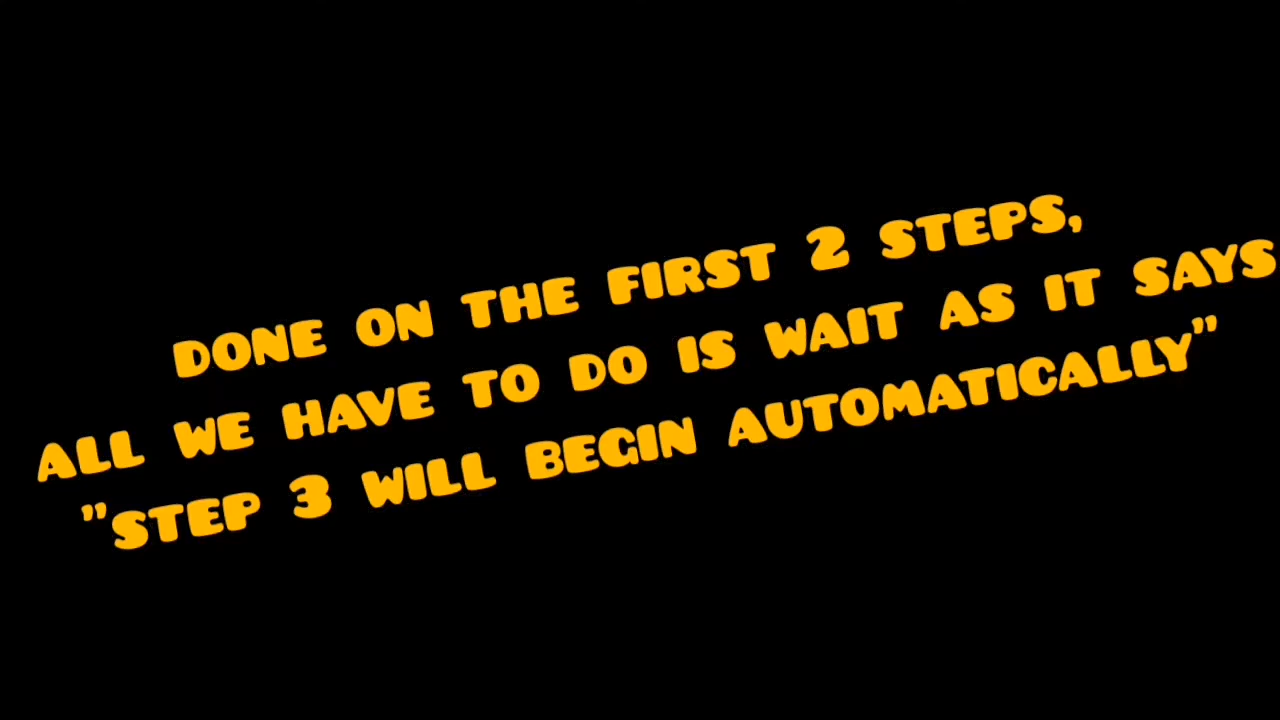 DONE ON THE FIRST 2 STEPS,
ALL WE HAVE TO DO IS WAIT AS IT SAYS
"STEP 3 WILL BEGIN AUTOMATICALLY"